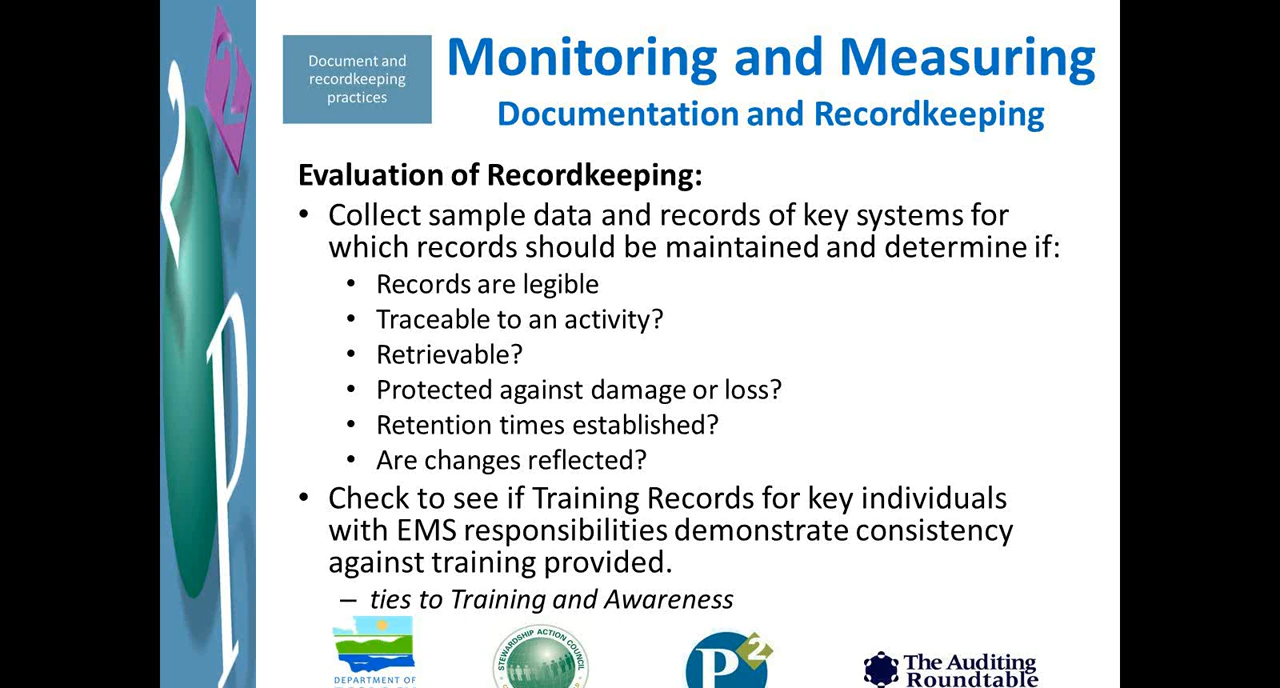 Document and
recordkeeping
practices
Monitoring and Measuring
Documentation and Recordkeeping
Evaluation of Recordkeeping:
• Collect sample data and records of key systems for
which records should be maintained and determine if:
• Records are legible
• Traceable to an activity?
• Retrievable?
• Protected against damage or loss?
• Retention times established?
• Are changes reflected?
• Check to see if Training Records for key individuals
with EMS responsibilities demonstrate consistency
against training provided.
– ties to Training and Awareness
DEPARTMENT OF
STEWARDSHIP ACTION COUNCIL
P2
The Auditing
Roundtable
2
P
2